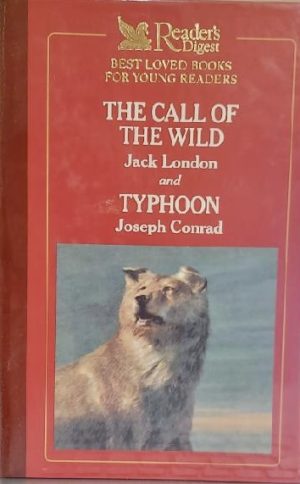 Reader's
Digest
BEST LOVED BOOKS
FOR YOUNG READERS
THE CALL OF
THE WILD
Jack London
and
TYPHOON
Joseph Conrad